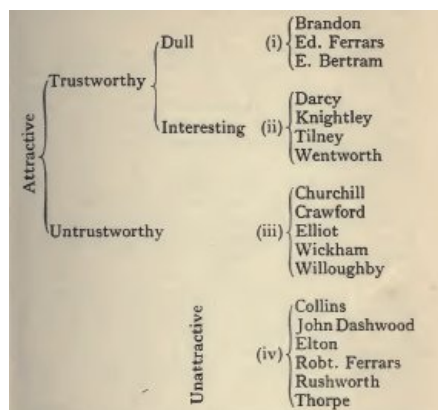 Attractive
Trustworthy
Dull
(i)
Brandon
Ed. Ferrars
E. Bertram
Interesting
(ii)
Darcy
Knightley
Tilney
Wentworth
Untrustworthy
(iii)
Churchill
Crawford
Elliot
Wickham
Willoughby
Unattractive
(iv)
Collins
John Dashwood
Elton
Robt. Ferrars
Rushworth
Thorpe